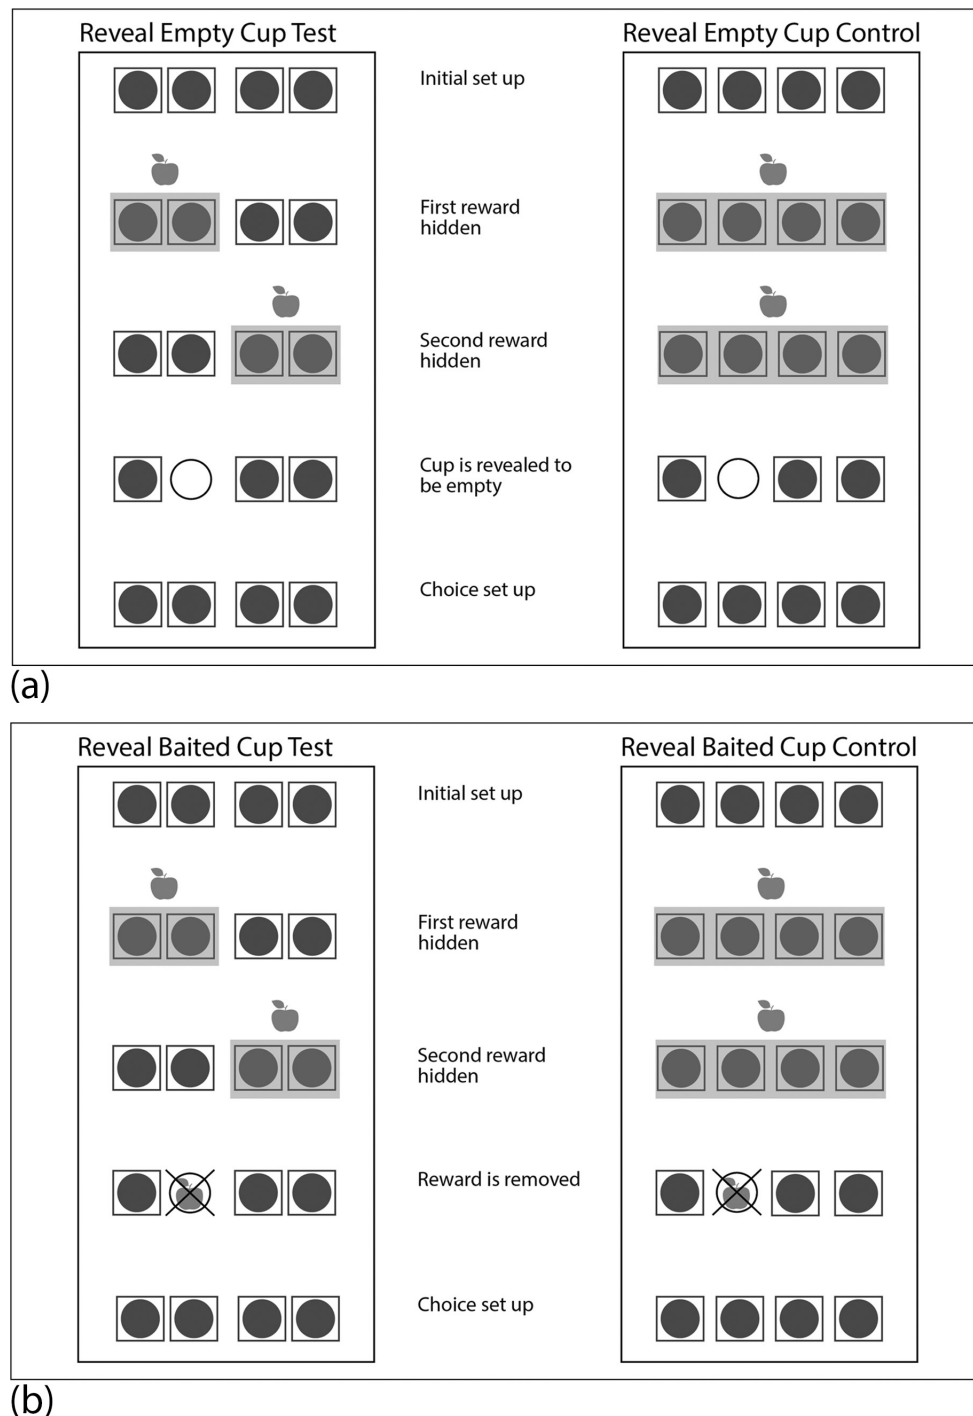 Reveal Empty Cup Test
Reveal Empty Cup Control
Initial set up
First reward
hidden
Second reward
hidden
Cup is revealed to
be empty
Choice set up
(a)
Reveal Baited Cup Test
Reveal Baited Cup Control
Initial set up
First reward
hidden
Second reward
hidden
Reward is removed
Choice set up
(b)